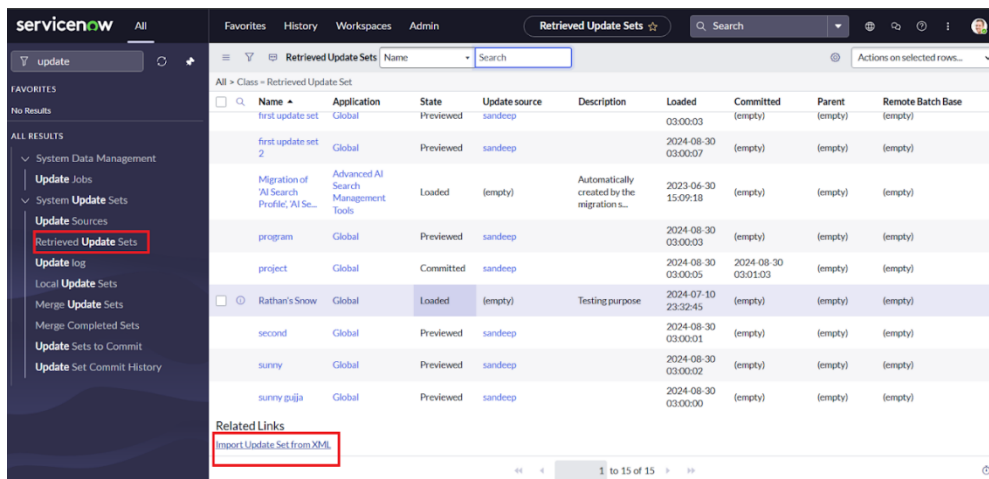 servicenow All Favorites History Workspaces Admin Retrieved Update Sets Search
update
FAVORITES
No Results
ALL RESULTS
System Data Management
Update Jobs
System Update Sets
Update Sources
Retrieved Update Sets
Update log
Local Update Sets
Merge Update Sets
Merge Completed Sets
Update Sets to Commit
Update Set Commit History
Retrieved Update Sets Name Search Actions on selected rows...
All > Class = Retrieved Update Set
Name Application State Update source Description Loaded Committed Parent Remote Batch Base
first update set Global Previewed sandeep 03:00:03 (empty) (empty) (empty)
first update set 2 Global Previewed sandeep 2024-08-30 03:00:07 (empty) (empty) (empty)
Migration of 'AI Search Profile', 'AI Se... Advanced AI Search Management Tools Loaded (empty) Automatically created by the migration s... 2023-06-30 15:09:18 (empty) (empty) (empty)
program Global Previewed sandeep 2024-08-30 03:00:03 (empty) (empty) (empty)
project Global Committed sandeep 2024-08-30 03:00:05 2024-08-30 03:01:03 (empty) (empty)
Rathan's Snow Global Loaded (empty) Testing purpose 2024-07-10 23:32:45 (empty) (empty) (empty)
second Global Previewed sandeep 2024-08-30 03:00:01 (empty) (empty) (empty)
sunny Global Previewed sandeep 2024-08-30 03:00:02 (empty) (empty) (empty)
sunny gujja Global Previewed sandeep 2024-08-30 03:00:00 (empty) (empty) (empty)
Related Links
Import Update Set from XML
1 to 15 of 15